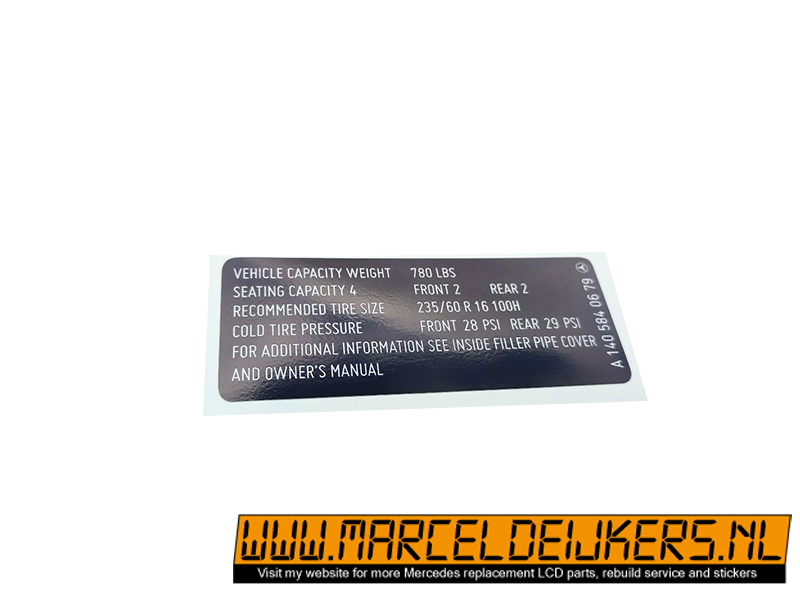 VEHICLE CAPACITY WEIGHT 780 LBS
SEATING CAPACITY 4 FRONT 2 REAR 2
RECOMMENDED TIRE SIZE 235/60 R 16 100H
COLD TIRE PRESSURE FRONT 28 PSI REAR 29 PSI
FOR ADDITIONAL INFORMATION SEE INSIDE FILLER PIPE COVER
AND OWNER'S MANUAL
A 140 584 06 79
WWW.MARCELDEIJKERS.NL
Visit my website for more Mercedes replacement LCD parts, rebuild service and stickers